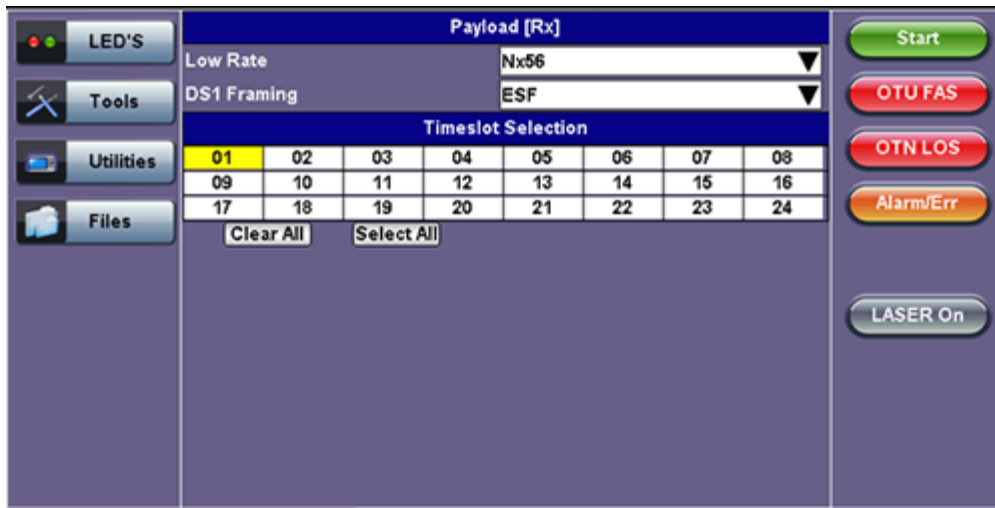 LED'S
Tools
Utilities
Files
Payload [Rx]
Low Rate Nx56
DS1 Framing ESF
Timeslot Selection
01 02 03 04 05 06 07 08
09 10 11 12 13 14 15 16
17 18 19 20 21 22 23 24
Clear All Select All
Start
OTU FAS
OTN LOS
Alarm/Err
LASER On